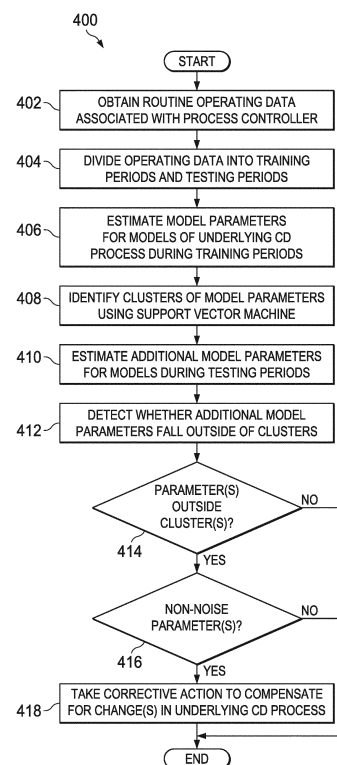 400
START
402
OBTAIN ROUTINE OPERATING DATA
ASSOCIATED WITH PROCESS CONTROLLER
404
DIVIDE OPERATING DATA INTO TRAINING
PERIODS AND TESTING PERIODS
406
ESTIMATE MODEL PARAMETERS
FOR MODELS OF UNDERLYING CD
PROCESS DURING TRAINING PERIODS
408
IDENTIFY CLUSTERS OF MODEL PARAMETERS
USING SUPPORT VECTOR MACHINE
410
ESTIMATE ADDITIONAL MODEL PARAMETERS
FOR MODELS DURING TESTING PERIODS
412
DETECT WHETHER ADDITIONAL MODEL
PARAMETERS FALL OUTSIDE OF CLUSTERS
PARAMETER(S)
OUTSIDE
CLUSTER(S)?
NO
414
YES
NON-NOISE
PARAMETER(S)?
NO
416
YES
418
TAKE CORRECTIVE ACTION TO COMPENSATE
FOR CHANGE(S) IN UNDERLYING CD PROCESS
END